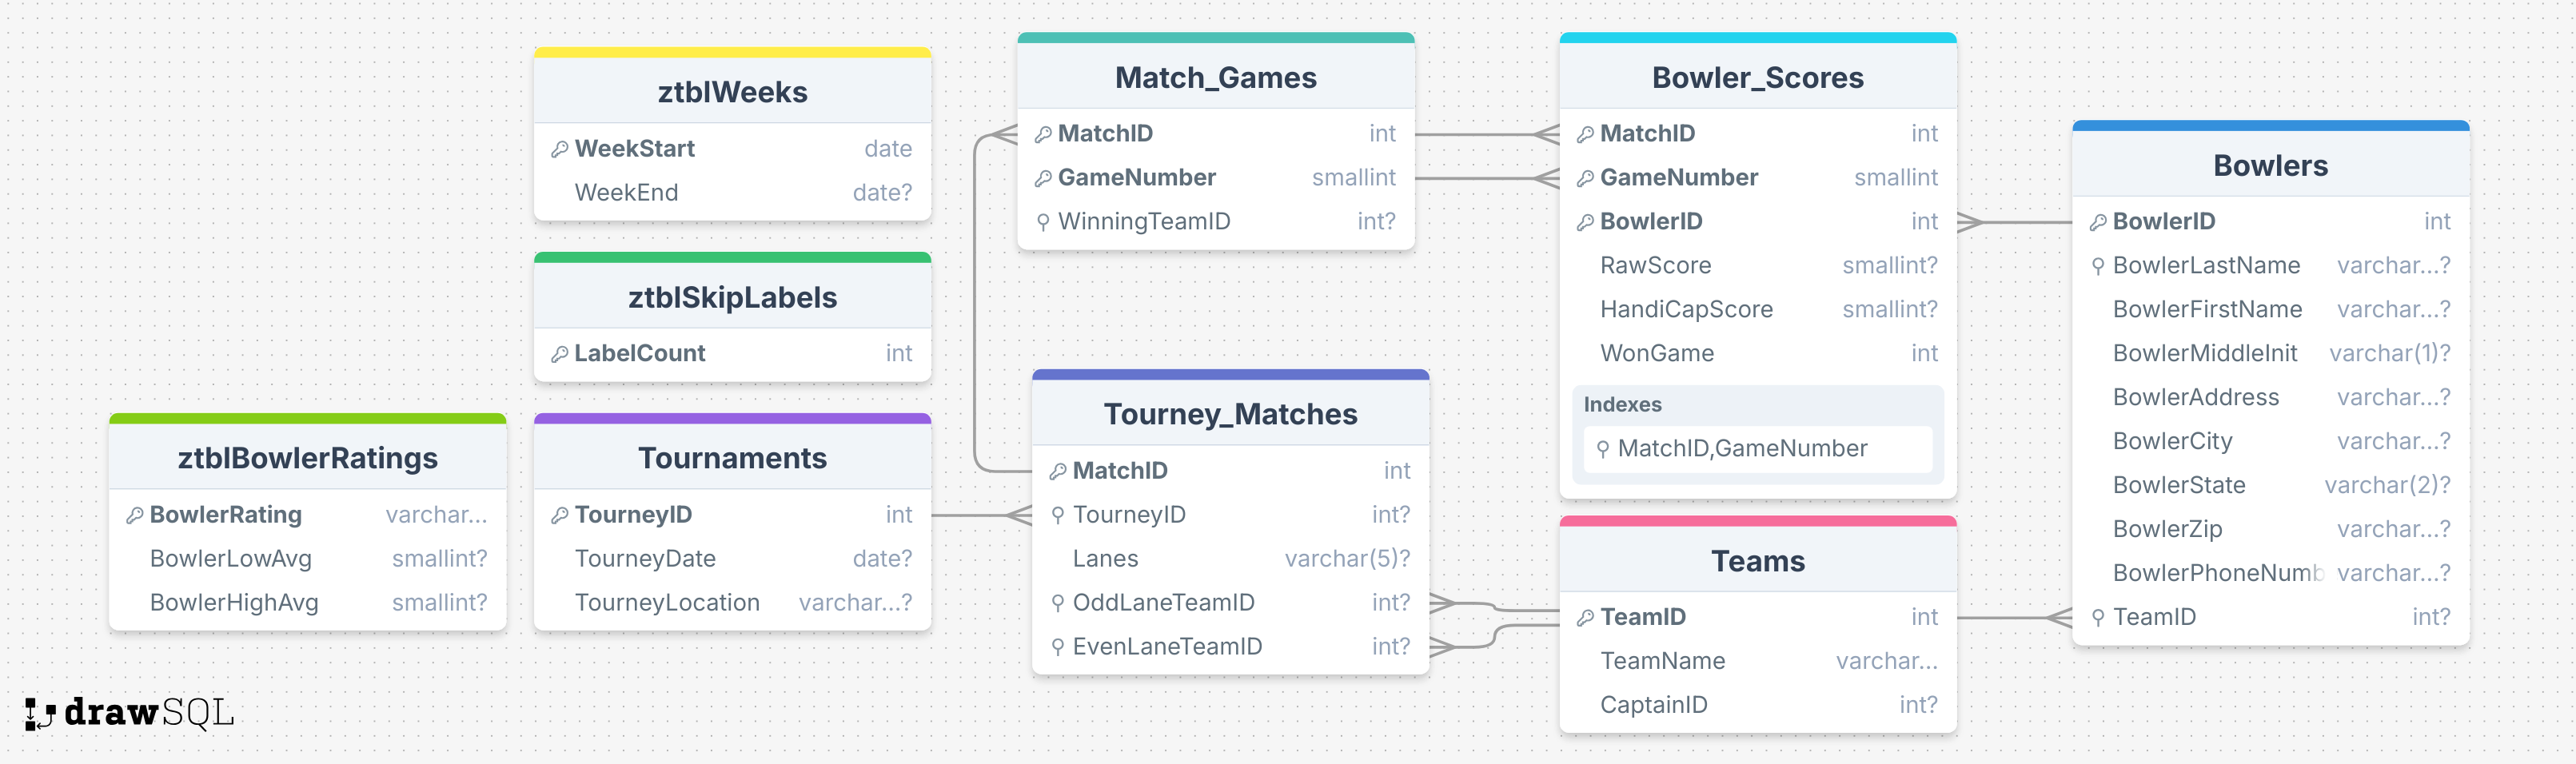 ztblWeeks
WeekStart date
WeekEnd date?
ztblSkipLabels
LabelCount int
ztblBowlerRatings
BowlerRating varchar...
BowlerLowAvg smallint?
BowlerHighAvg smallint?
Tournaments
TourneyID int
TourneyDate date?
TourneyLocation varchar...?
Match_Games
MatchID int
GameNumber smallint
WinningTeamID int?
Tourney_Matches
MatchID int
TourneyID int?
Lanes varchar(5)?
OddLaneTeamID int?
EvenLaneTeamID int?
Bowler_Scores
MatchID int
GameNumber smallint
BowlerID int
RawScore smallint?
HandiCapScore smallint?
WonGame int
Indexes
MatchID,GameNumber
Teams
TeamID int
TeamName varchar...
CaptainID int?
Bowlers
BowlerID int
BowlerLastName varchar...?
BowlerFirstName varchar...?
BowlerMiddleInit varchar(1)?
BowlerAddress varchar...?
BowlerCity varchar...?
BowlerState varchar(2)?
BowlerZip varchar...?
BowlerPhoneNumb varchar...?
TeamID int?
drawSQL